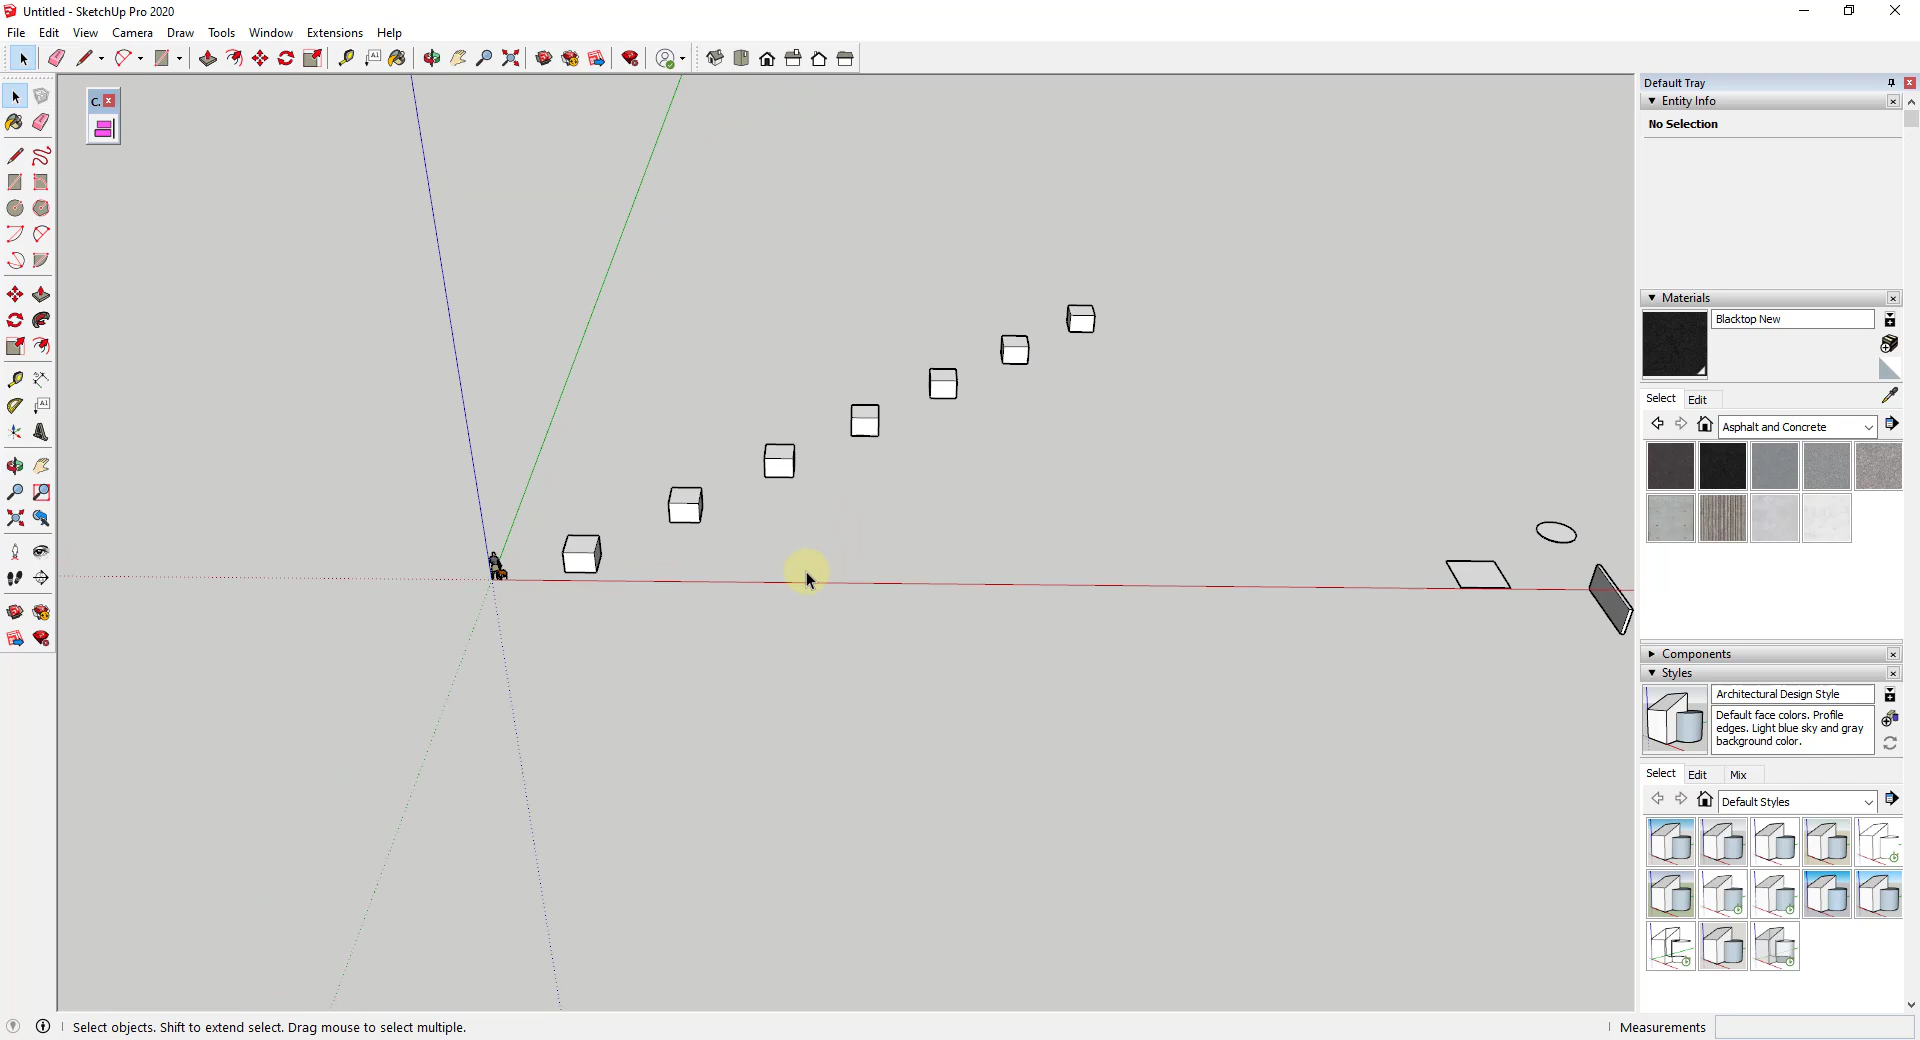 Untitled - SketchUp Pro 2020
File Edit View Camera Draw Tools Window Extensions Help
A1
C.
Default Tray
Entity Info
No Selection
Materials
Blacktop New
Select Edit
Asphalt and Concrete
A1
Components
Styles
Architectural Design Style
Default face colors. Profile
edges. Light blue sky and gray
background color.
Select Edit Mix
Default Styles
Select objects. Shift to extend select. Drag mouse to select multiple.
Measurements